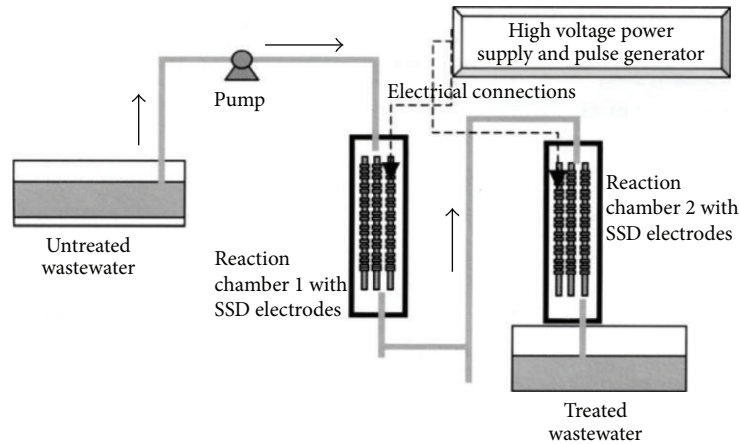 High voltage power
supply and pulse generator
Pump
Electrical connections
Untreated
wastewater
Reaction
chamber 1 with
SSD electrodes
Reaction
chamber 2 with
SSD electrodes
Treated
wastewater